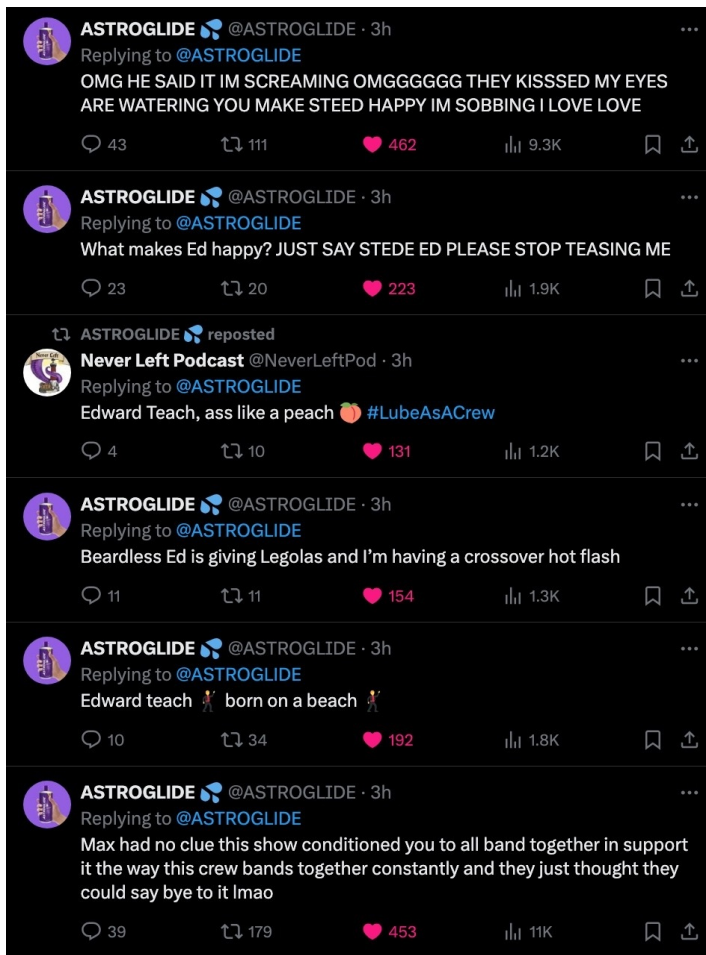 ASTROGLIDE 💦 @ASTROGLIDE · 3h
Replying to @ASTROGLIDE
OMG HE SAID IT IM SCREAMING OMGGGGGG THEY KISSSED MY EYES
ARE WATERING YOU MAKE STEED HAPPY IM SOBBING I LOVE LOVE
43 111 462 9.3K
ASTROGLIDE 💦 @ASTROGLIDE · 3h
Replying to @ASTROGLIDE
What makes Ed happy? JUST SAY STEDE ED PLEASE STOP TEASING ME
23 20 223 1.9K
ASTROGLIDE 💦 reposted
Never Left Podcast @NeverLeftPod · 3h
Replying to @ASTROGLIDE
Edward Teach, ass like a peach 🍑 #LubeAsACrew
4 10 131 1.2K
ASTROGLIDE 💦 @ASTROGLIDE · 3h
Replying to @ASTROGLIDE
Beardless Ed is giving Legolas and I’m having a crossover hot flash
11 11 154 1.3K
ASTROGLIDE 💦 @ASTROGLIDE · 3h
Replying to @ASTROGLIDE
Edward teach 🕺 born on a beach 🕺
10 34 192 1.8K
ASTROGLIDE 💦 @ASTROGLIDE · 3h
Replying to @ASTROGLIDE
Max had no clue this show conditioned you to all band together in support
it the way this crew bands together constantly and they just thought they
could say bye to it lmao
39 179 453 11K